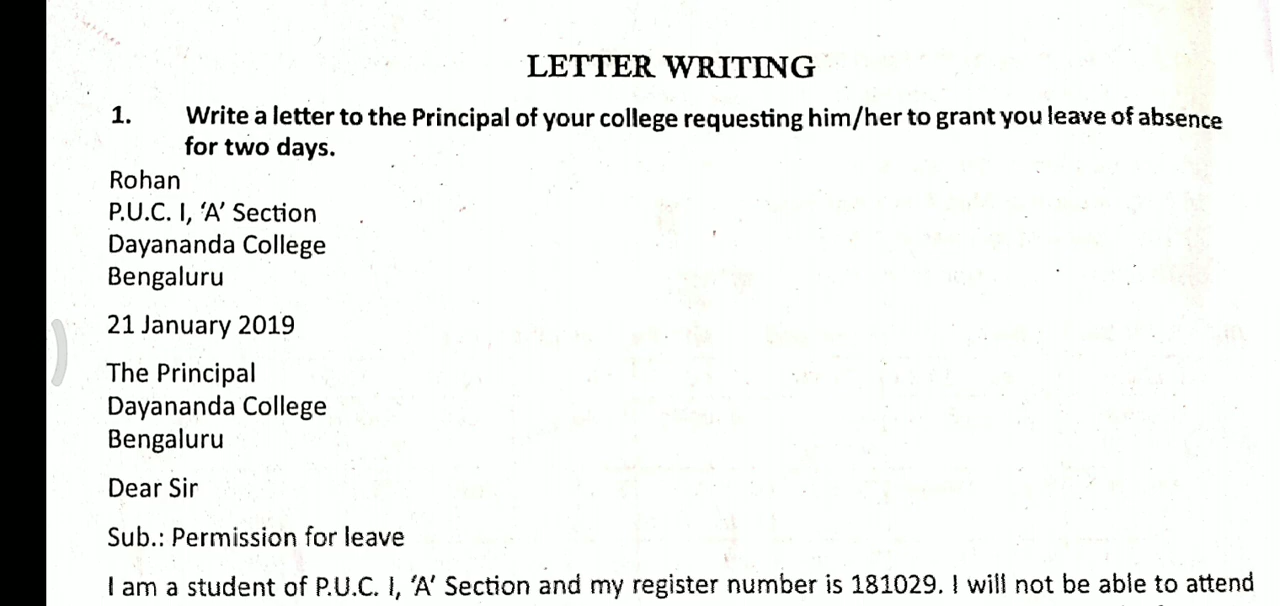 LETTER WRITING
1. Write a letter to the Principal of your college requesting him/her to grant you leave of absence
for two days.
Rohan
P.U.C. I, ‘A’ Section
Dayananda College
Bengaluru
21 January 2019
The Principal
Dayananda College
Bengaluru
Dear Sir
Sub.: Permission for leave
I am a student of P.U.C. I, ‘A’ Section and my register number is 181029. I will not be able to attend